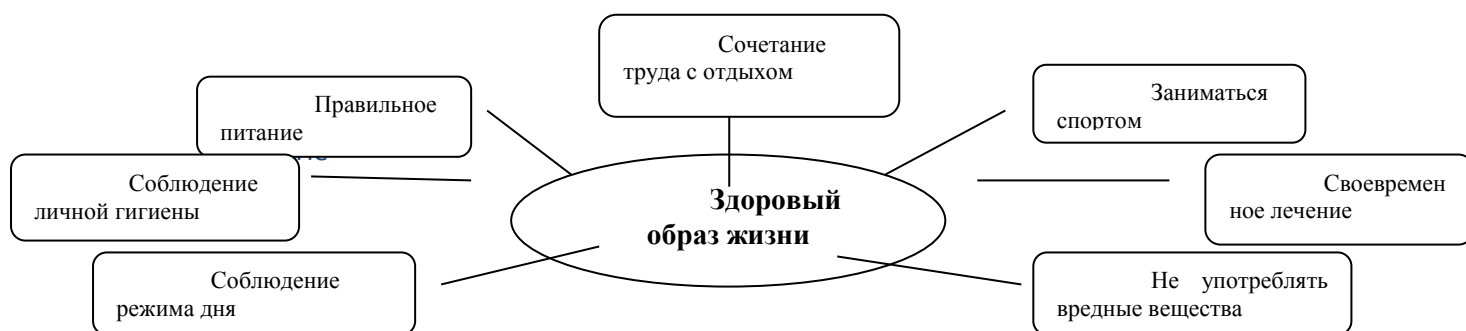 Сочетание
труда с отдыхом
Правильное
питание
Заниматься
спортом
Соблюдение
личной гигиены
Своевремен
ное лечение
Здоровый
образ жизни
Соблюдение
режима дня
Не употреблять
вредные вещества